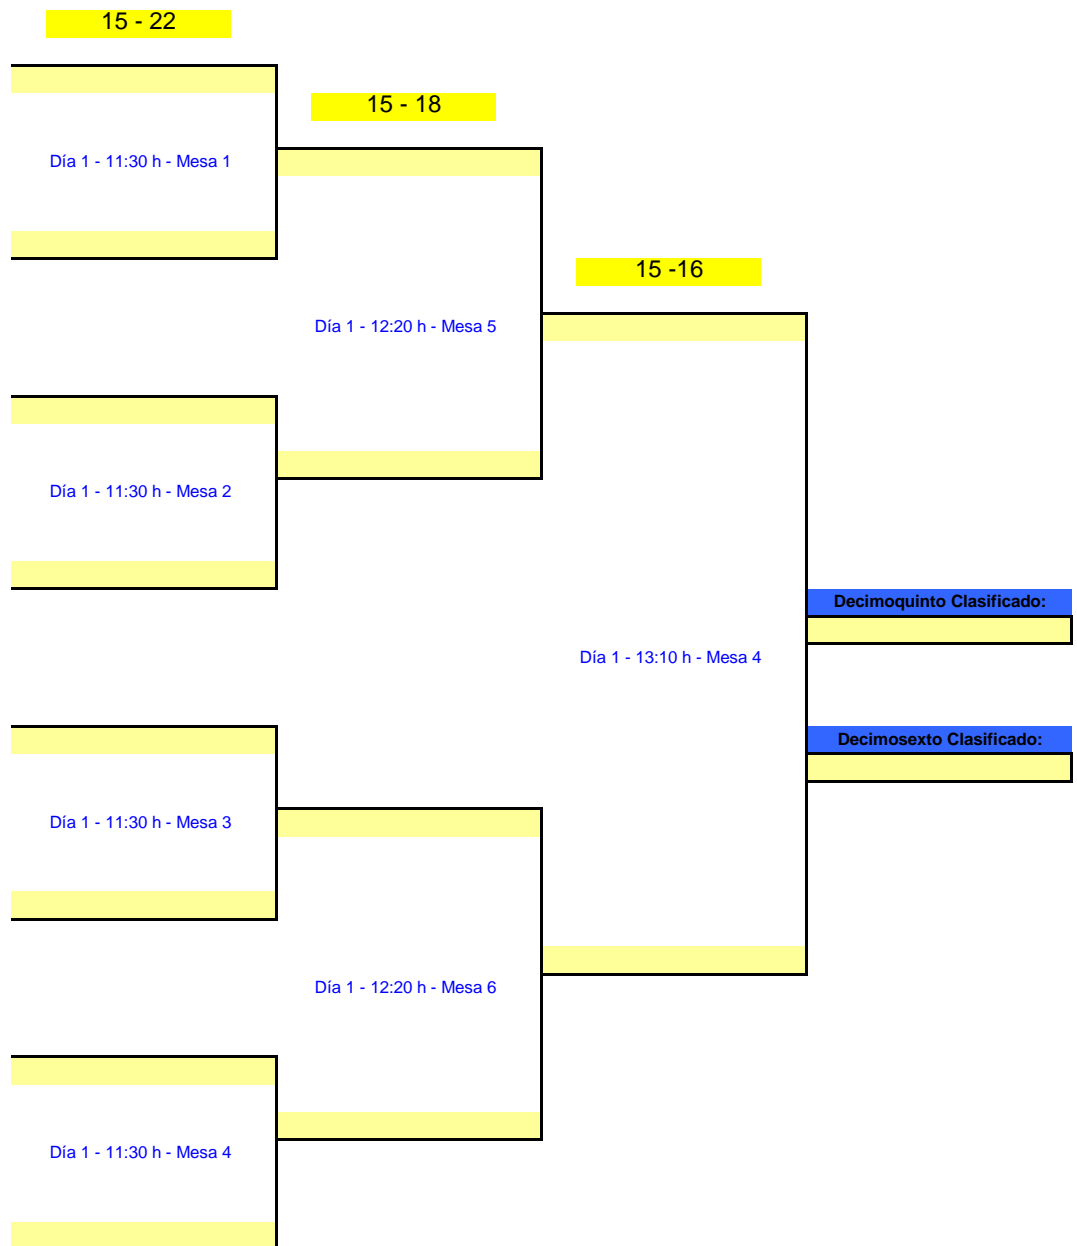 15 - 22
15 - 18
Día 1 - 11:30 h - Mesa 1
15 -16
Día 1 - 12:20 h - Mesa 5
Día 1 - 11:30 h - Mesa 2
Decimoquinto Clasificado:
Día 1 - 13:10 h - Mesa 4
Decimosexto Clasificado:
Día 1 - 11:30 h - Mesa 3
Día 1 - 12:20 h - Mesa 6
Día 1 - 11:30 h - Mesa 4